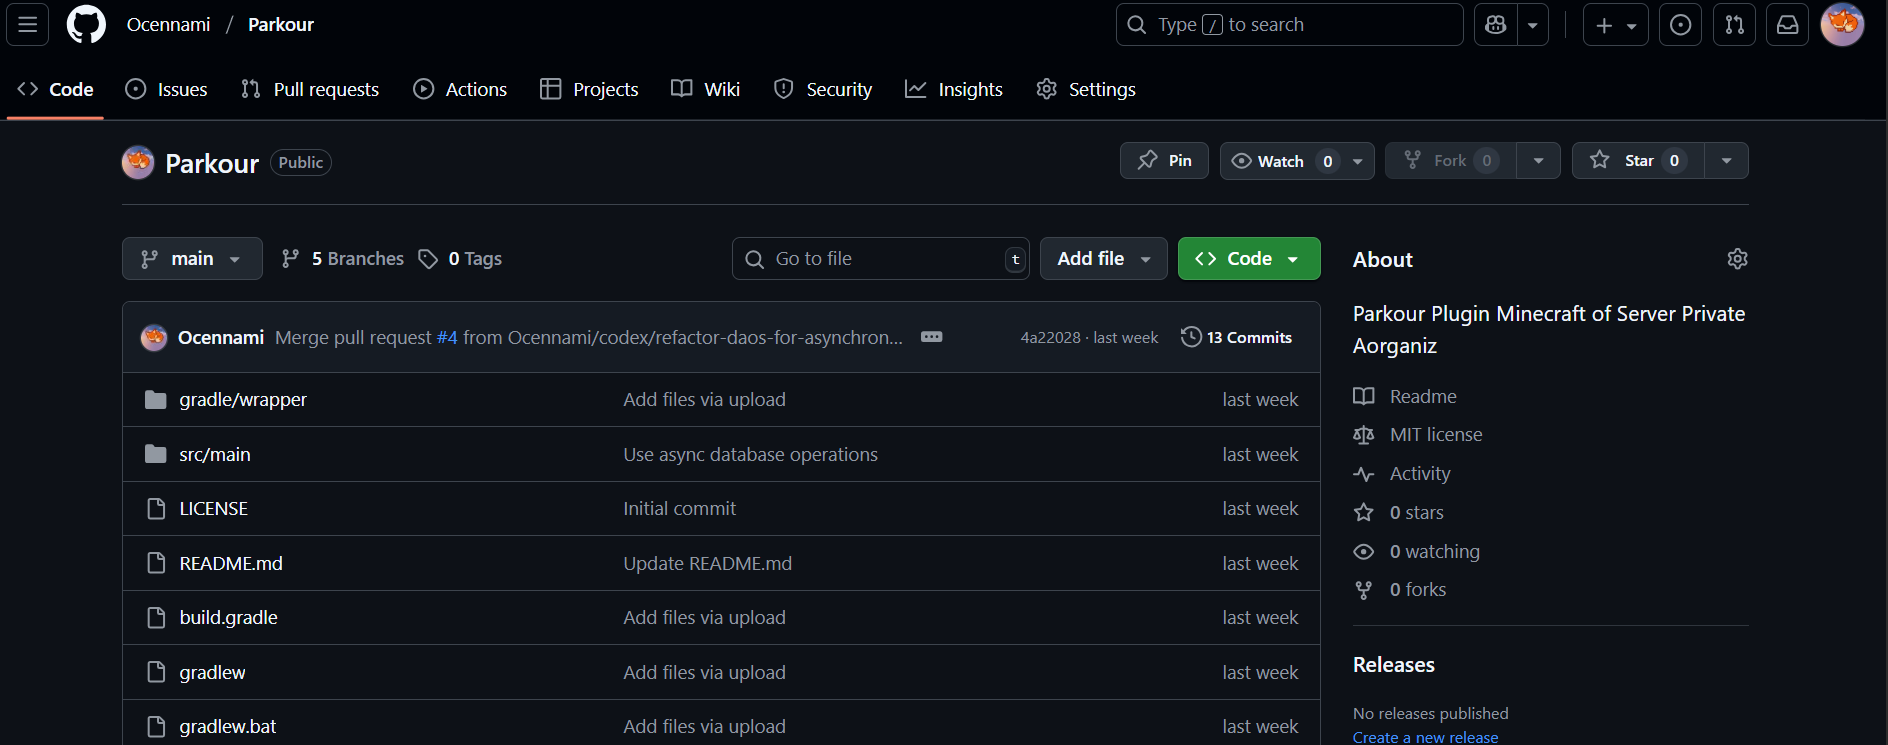 Ocennami / Parkour
Type / to search
Code Issues Pull requests Actions Projects Wiki Security Insights Settings
Parkour Public
Pin Watch 0 Fork 0 Star 0
main 5 Branches 0 Tags
Go to file t
Add file
Code
Ocennami Merge pull request #4 from Ocennami/codex/refactor-daos-for-asynchron... 4a22028 · last week 13 Commits
gradle/wrapper Add files via upload last week
src/main Use async database operations last week
LICENSE Initial commit last week
README.md Update README.md last week
build.gradle Add files via upload last week
gradlew Add files via upload last week
gradlew.bat Add files via upload last week
About
Parkour Plugin Minecraft of Server Private
Aorganiz
Readme
MIT license
Activity
0 stars
0 watching
0 forks
Releases
No releases published
Create a new release